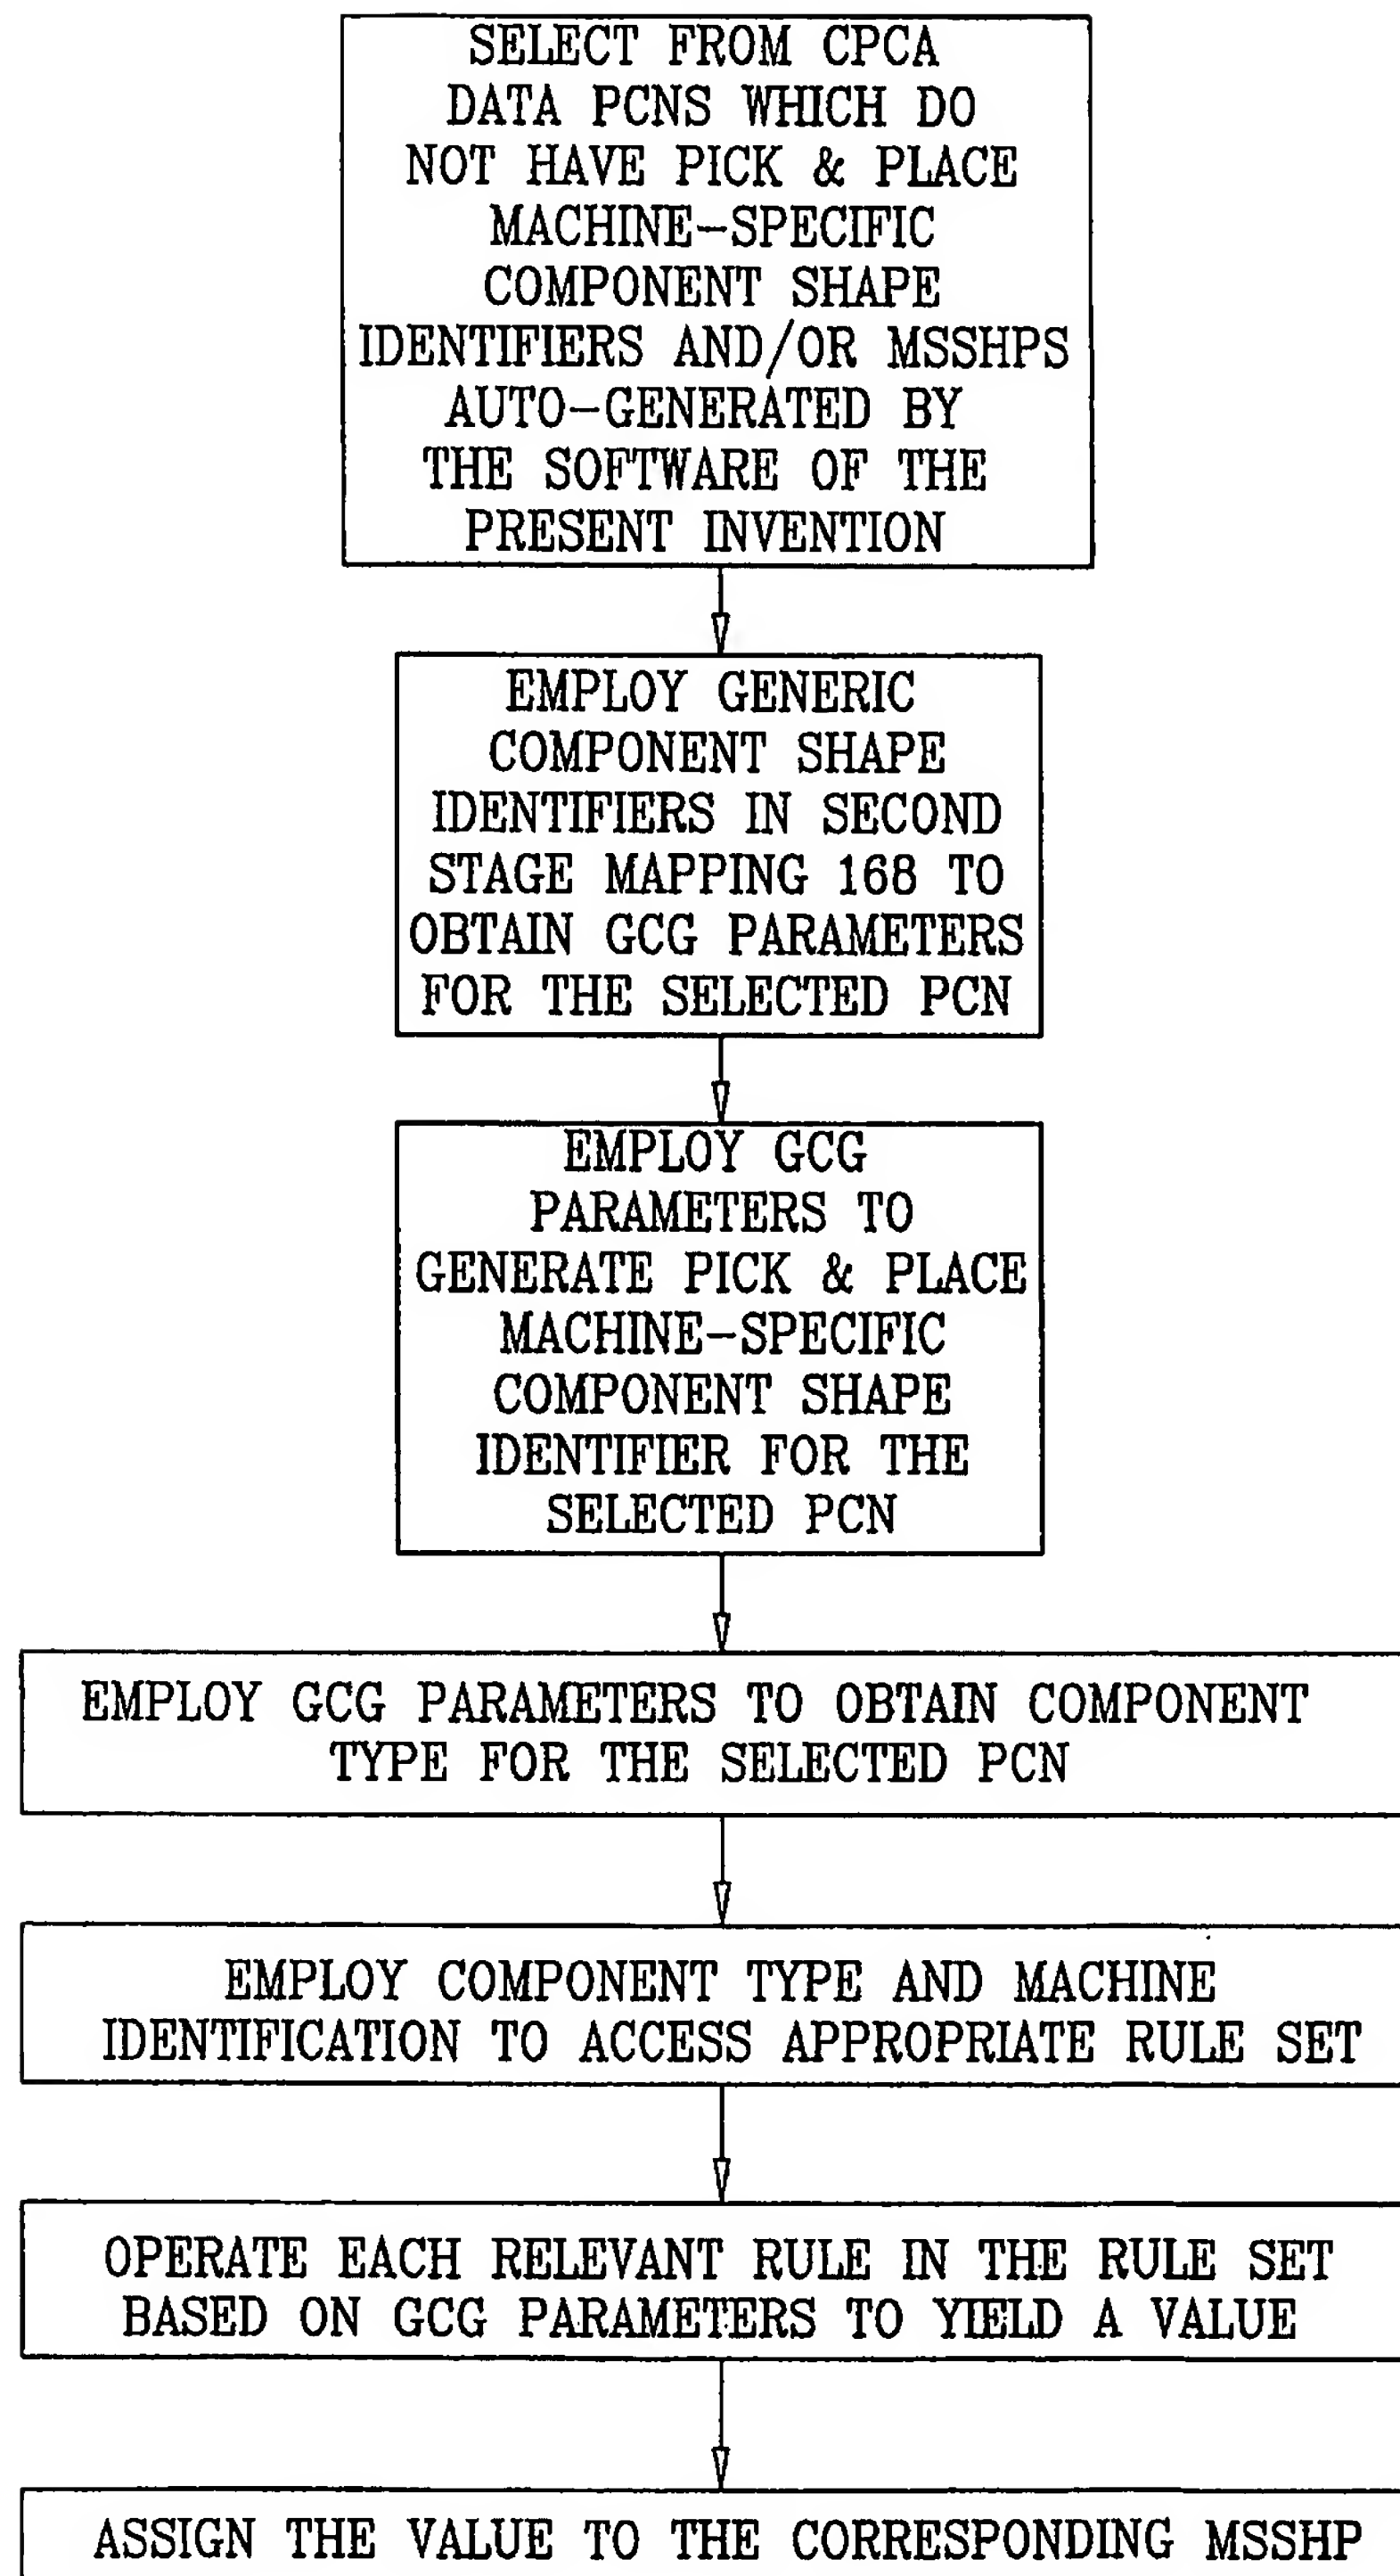 SELECT FROM CPCA
DATA PCNS WHICH DO
NOT HAVE PICK & PLACE
MACHINE-SPECIFIC
COMPONENT SHAPE
IDENTIFIERS AND/OR MSSHPS
AUTO-GENERATED BY
THE SOFTWARE OF THE
PRESENT INVENTION
EMPLOY GENERIC
COMPONENT SHAPE
IDENTIFIERS IN SECOND
STAGE MAPPING 168 TO
OBTAIN GCG PARAMETERS
FOR THE SELECTED PCN
EMPLOY GCG
PARAMETERS TO
GENERATE PICK & PLACE
MACHINE-SPECIFIC
COMPONENT SHAPE
IDENTIFIER FOR THE
SELECTED PCN
EMPLOY GCG PARAMETERS TO OBTAIN COMPONENT
TYPE FOR THE SELECTED PCN
EMPLOY COMPONENT TYPE AND MACHINE
IDENTIFICATION TO ACCESS APPROPRIATE RULE SET
OPERATE EACH RELEVANT RULE IN THE RULE SET
BASED ON GCG PARAMETERS TO YIELD A VALUE
ASSIGN THE VALUE TO THE CORRESPONDING MSSHP